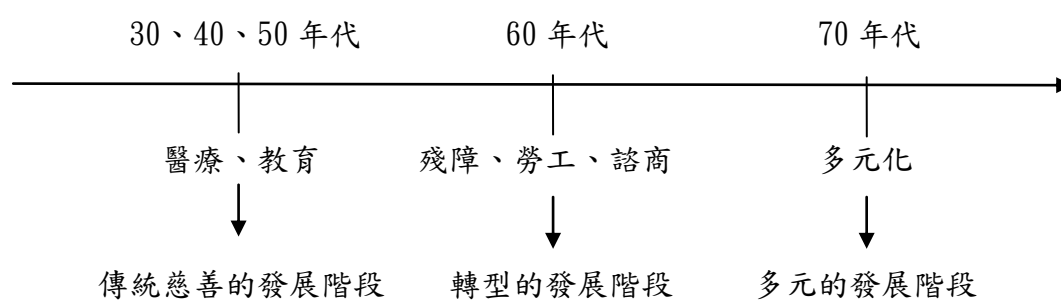 30、40、50 年代 60 年代 70 年代
醫療、教育 殘障、勞工、諮商 多元化
傳統慈善的發展階段 轉型的發展階段 多元的發展階段